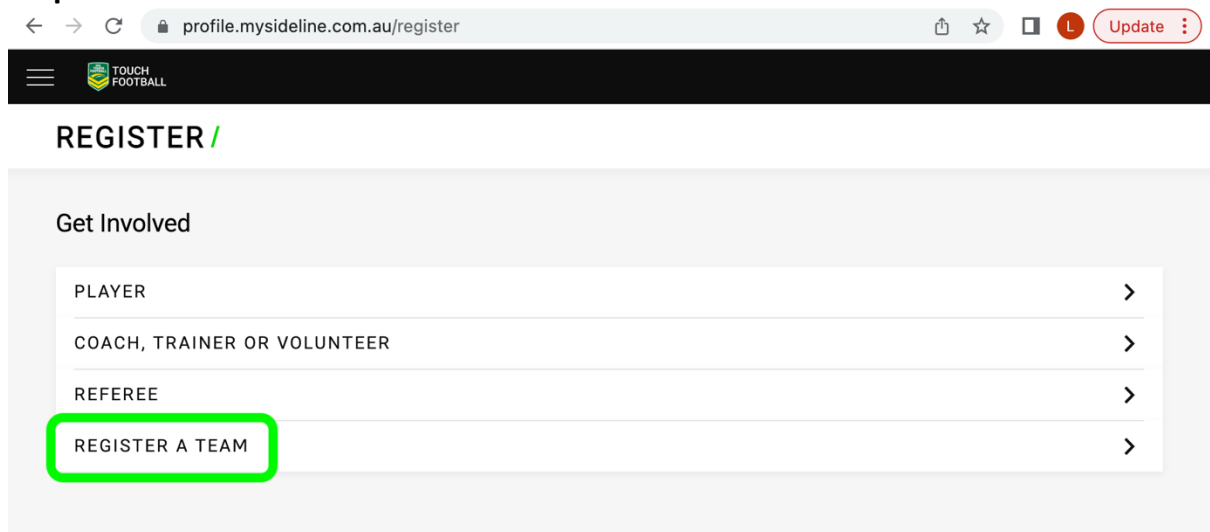 profile.mysideline.com.au/register
L
Update
TOUCH
FOOTBALL
REGISTER /
Get Involved
PLAYER
COACH, TRAINER OR VOLUNTEER
REFEREE
REGISTER A TEAM